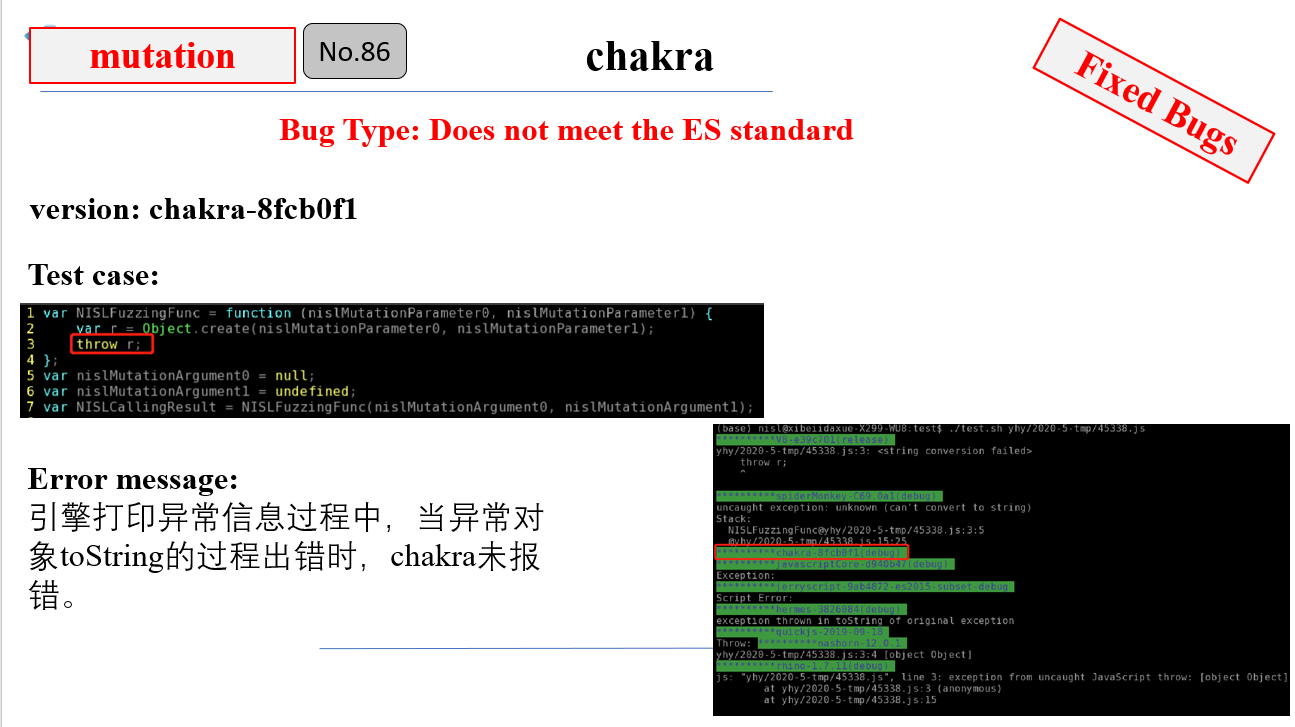 mutation
No.86
chakra
Fixed Bugs
Bug Type: Does not meet the ES standard
version: chakra-8fcb0f1
Test case:
1 var NISLFuzzingFunc = function (nislMutationParameter0, nislMutationParameter1) {
2     var r = Object.create(nislMutationParameter0, nislMutationParameter1);
3     throw r;
4 };
5 var nislMutationArgument0 = null;
6 var nislMutationArgument1 = undefined;
7 var NISLCallingResult = NISLFuzzingFunc(nislMutationArgument0, nislMutationArgument1);
Error message:
引擎打印异常信息过程中，当异常对
象toString的过程出错时，chakra未报
错。
(base) nisl@xibeiidaxue-X299-WU8:test$ ./test.sh yhy/2020-5-tmp/45338.js
**********V8-e39c701(release)
yhy/2020-5-tmp/45338.js:3: <string conversion failed>
    throw r;
    ^
**********spiderMonkey-C69.0a1(debug)
uncaught exception: unknown (can't convert to string)
Stack:
  NISLFuzzingFunc@yhy/2020-5-tmp/45338.js:3:5
  @yhy/2020-5-tmp/45338.js:15:25
**********chakra-8fcb0f1(debug)
**********javascriptCore-d940b47(debug)
Exception:
**********jerryscript-9ab4872-es2015-subset-debug
Script Error:
**********hermes-3826084(debug)
exception thrown in toString of original exception
**********quickjs-2019-09-18
Throw: **********nashorn-12.0.1
yhy/2020-5-tmp/45338.js:3:4 [object Object]
**********rhino-1.7.11(debug)
js: "yhy/2020-5-tmp/45338.js", line 3: exception from uncaught JavaScript throw: [object Object]
        at yhy/2020-5-tmp/45338.js:3 (anonymous)
        at yhy/2020-5-tmp/45338.js:15